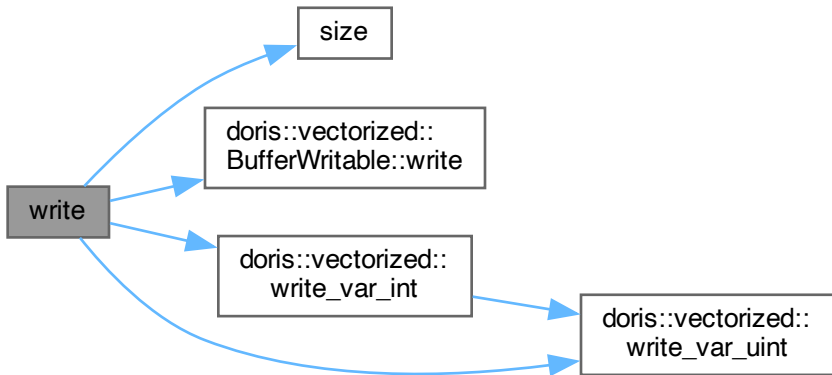 size
doris::vectorized::
BufferWritable::write
write
doris::vectorized::
write_var_int
doris::vectorized::
write_var_uint